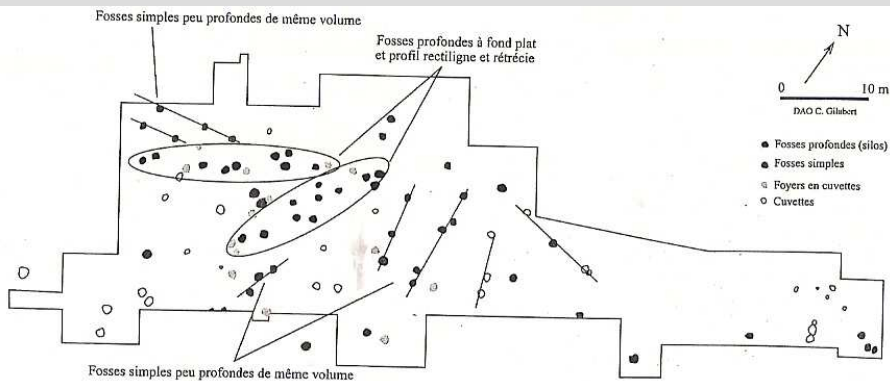 Fosses simples peu profondes de même volume
Fosses profondes à fond plat
et profil rectiligne et rétrécie
N
0 10 m
DAO C. Gilabert
Fosses profondes (silos)
Fosses simples
Foyers en cuvettes
Cuvettes
Fosses simples peu profondes de même volume